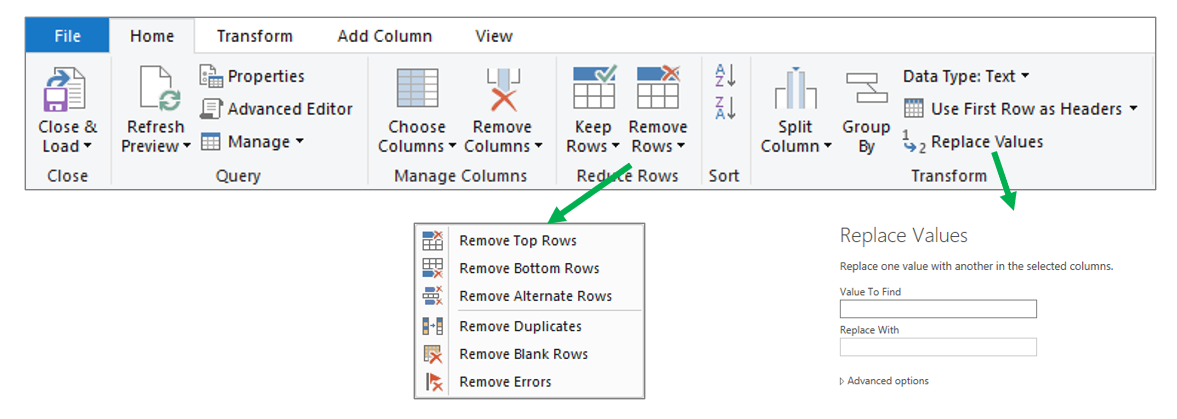 File
Home
Transform
Add Column
View
Close &
Load
Close
Refresh
Preview
Properties
Advanced Editor
Manage
Query
Choose
Columns
Remove
Columns
Manage Columns
Keep
Rows
Remove
Rows
Reduce Rows
A
Z
Z
A
Sort
Split
Column
Group
By
Data Type: Text
Use First Row as Headers
1
2 Replace Values
Transform
Remove Top Rows
Remove Bottom Rows
Remove Alternate Rows
Remove Duplicates
Remove Blank Rows
Remove Errors
Replace Values
Replace one value with another in the selected columns.
Value To Find
Replace With
Advanced options